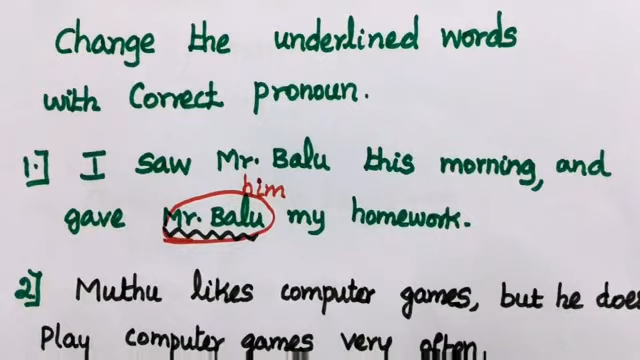 Change the underlined words
with Correct pronoun.
1.] I saw Mr. Balu this morning, and
him
gave Mr. Balu my homework.
2] Muthu likes computer games, but he does
Play computer games very often.